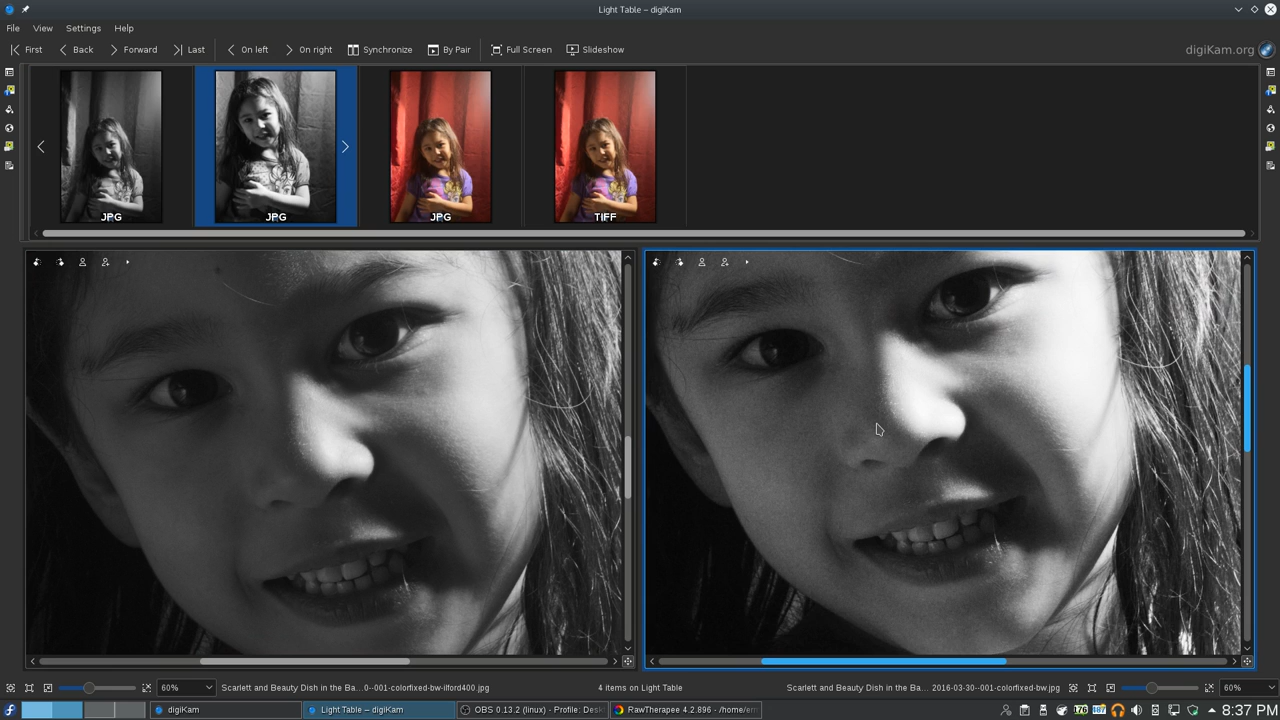 Light Table – digiKam
File View Settings Help
First Back Forward Last On left On right Synchronize By Pair Full Screen Slideshow digiKam.org
JPG JPG JPG TIFF
60% Scarlett and Beauty Dish in the Ba...0--001-colorfixed-bw-ilford400.jpg 4 items on Light Table Scarlett and Beauty Dish in the Ba... 2016-03-30--001-colorfixed-bw.jpg 60%
digiKam Light Table – digiKam OBS 0.13.2 (linux) - Profile: Desk RawTherapee 4.2.896 - /home/erm 176 187 8:37 PM